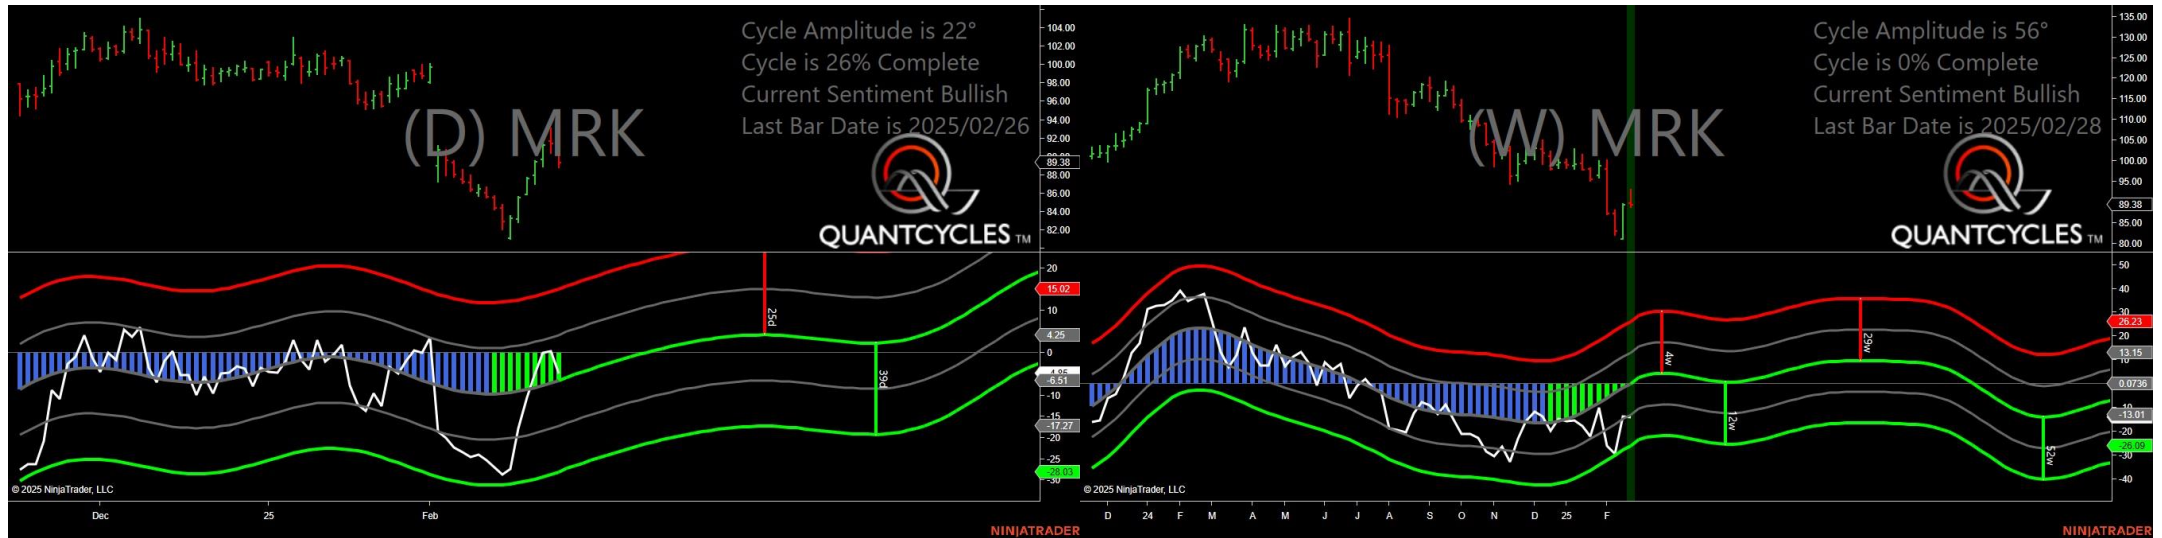 (D) MRK
Cycle Amplitude is 22°
Cycle is 26% Complete
Current Sentiment Bullish
Last Bar Date is 2025/02/26
QUANTCYCLES TM
104.00
102.00
100.00
98.00
96.00
94.00
92.00
89.38
88.00
86.00
84.00
82.00
20
15.02
10
4.25
0
-6.51
-10
-15
-17.27
-20
-25
-28.03
-30
25d
39d
© 2025 NinjaTrader, LLC
Dec
25
Feb
NINJATRADER
(W) MRK
Cycle Amplitude is 56°
Cycle is 0% Complete
Current Sentiment Bullish
Last Bar Date is 2025/02/28
QUANTCYCLES TM
135.00
130.00
125.00
120.00
115.00
110.00
105.00
100.00
95.00
89.38
85.00
80.00
50
40
30
26.23
20
13.15
0.0736
-13.01
-20
-26.09
-30
-40
4w
12w
29w
52w
© 2025 NinjaTrader, LLC
D
24
F
M
A
M
J
J
A
S
O
N
D
25
F
NINJATRADER